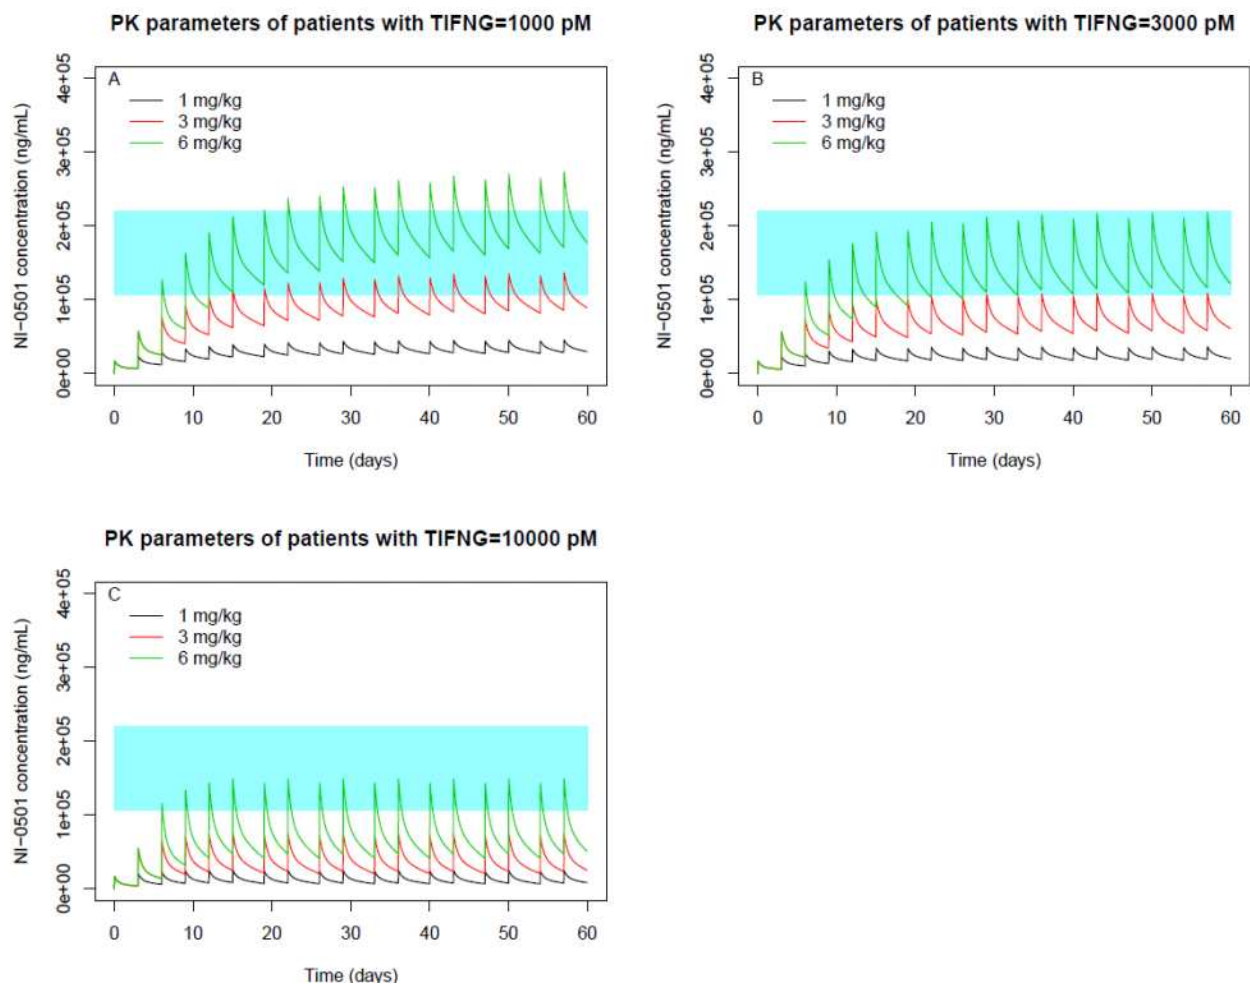 PK parameters of patients with TIFNG=1000 pM
A
1 mg/kg
3 mg/kg
6 mg/kg
NI−0501 concentration (ng/mL)
0e+00 1e+05 2e+05 3e+05 4e+05
0 10 20 30 40 50 60
Time (days)
PK parameters of patients with TIFNG=3000 pM
B
1 mg/kg
3 mg/kg
6 mg/kg
NI−0501 concentration (ng/mL)
0e+00 1e+05 2e+05 3e+05 4e+05
0 10 20 30 40 50 60
Time (days)
PK parameters of patients with TIFNG=10000 pM
C
1 mg/kg
3 mg/kg
6 mg/kg
NI−0501 concentration (ng/mL)
0e+00 1e+05 2e+05 3e+05 4e+05
0 10 20 30 40 50 60
Time (days)